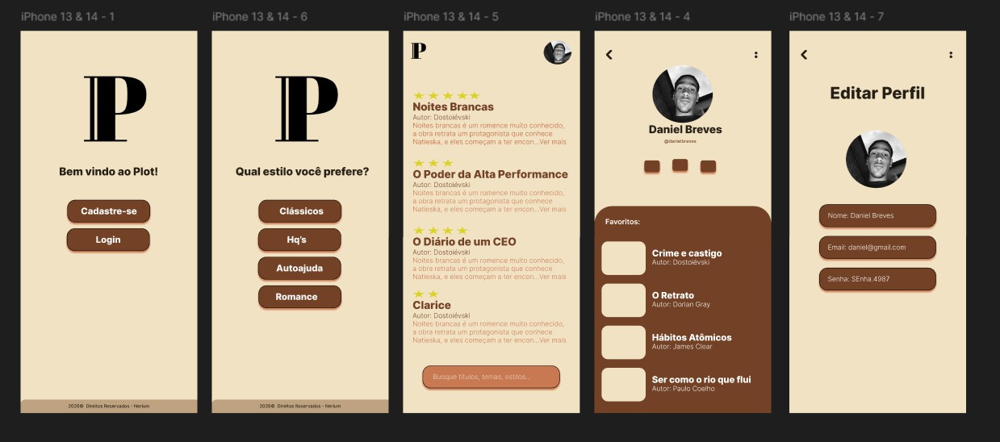 iPhone 13 & 14 - 1
P
Bem vindo ao Plot!
Cadastre-se
Login
2026© Direitos Reservados - Nerium
iPhone 13 & 14 - 6
P
Qual estilo você prefere?
Clássicos
Hq's
Autoajuda
Romance
2026© Direitos Reservados - Nerium
iPhone 13 & 14 - 5
P
Noites Brancas
Autor: Dostoiévski
Noites brancas é um romence muito conhecido,
a obra retrata um protagonista que conhece
Natieska, e eles começam a ter encon...Ver mais
O Poder da Alta Performance
Autor: Dostoiévski
Noites brancas é um romence muito conhecido,
a obra retrata um protagonista que conhece
Natieska, e eles começam a ter encon...Ver mais
O Diário de um CEO
Autor: Dostoiévski
Noites brancas é um romence muito conhecido,
a obra retrata um protagonista que conhece
Natieska, e eles começam a ter encon...Ver mais
Clarice
Autor: Dostoiévski
Noites brancas é um romence muito conhecido,
a obra retrata um protagonista que conhece
Natieska, e eles começam a ter encon...Ver mais
Busque títulos, temas, estilos...
iPhone 13 & 14 - 4
Daniel Breves
@danielbreves
Favoritos:
Crime e castigo
Autor: Dostoiévski
O Retrato
Autor: Dorian Gray
Hábitos Atômicos
Autor: James Clear
Ser como o rio que flui
Autor: Paulo Coelho
iPhone 13 & 14 - 7
Editar Perfil
Nome: Daniel Breves
Email: daniel@gmail.com
Senha: SEnha.4987